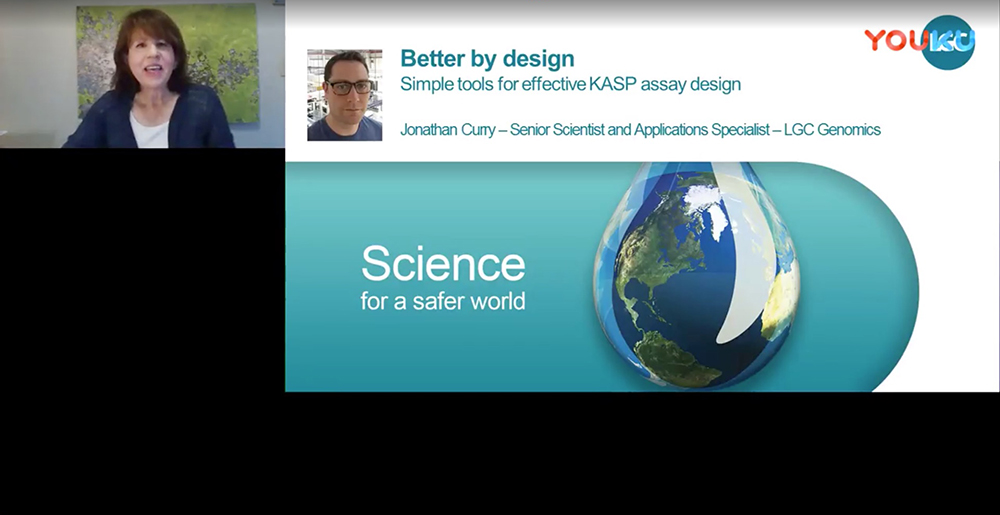 YOUKU
Better by design
Simple tools for effective KASP assay design
Jonathan Curry – Senior Scientist and Applications Specialist – LGC Genomics
Science
for a safer world